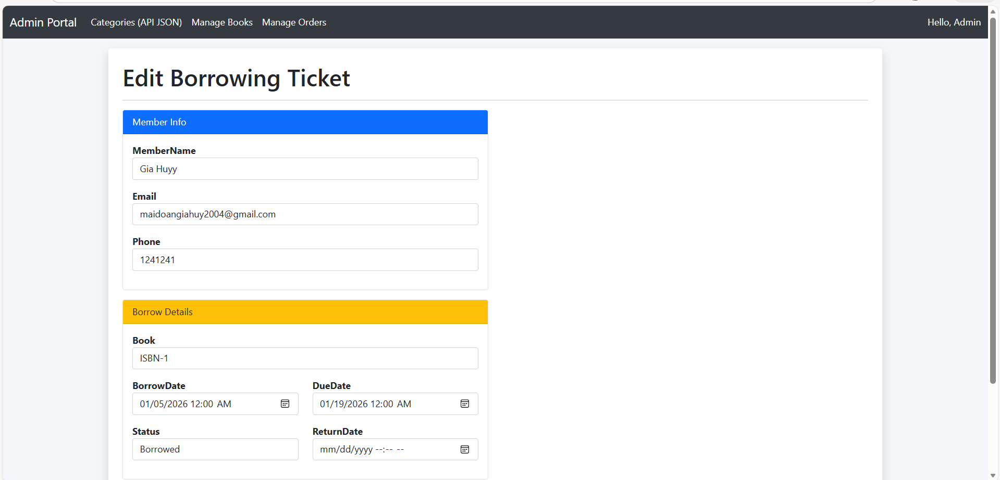 Admin Portal Categories (API JSON) Manage Books Manage Orders Hello, Admin
Edit Borrowing Ticket
Member Info
MemberName
Gia Huyy
Email
maidoangiahuy2004@gmail.com
Phone
1241241
Borrow Details
Book
ISBN-1
BorrowDate DueDate
01/05/2026 12:00 AM 01/19/2026 12:00 AM
Status ReturnDate
Borrowed mm/dd/yyyy --:-- --